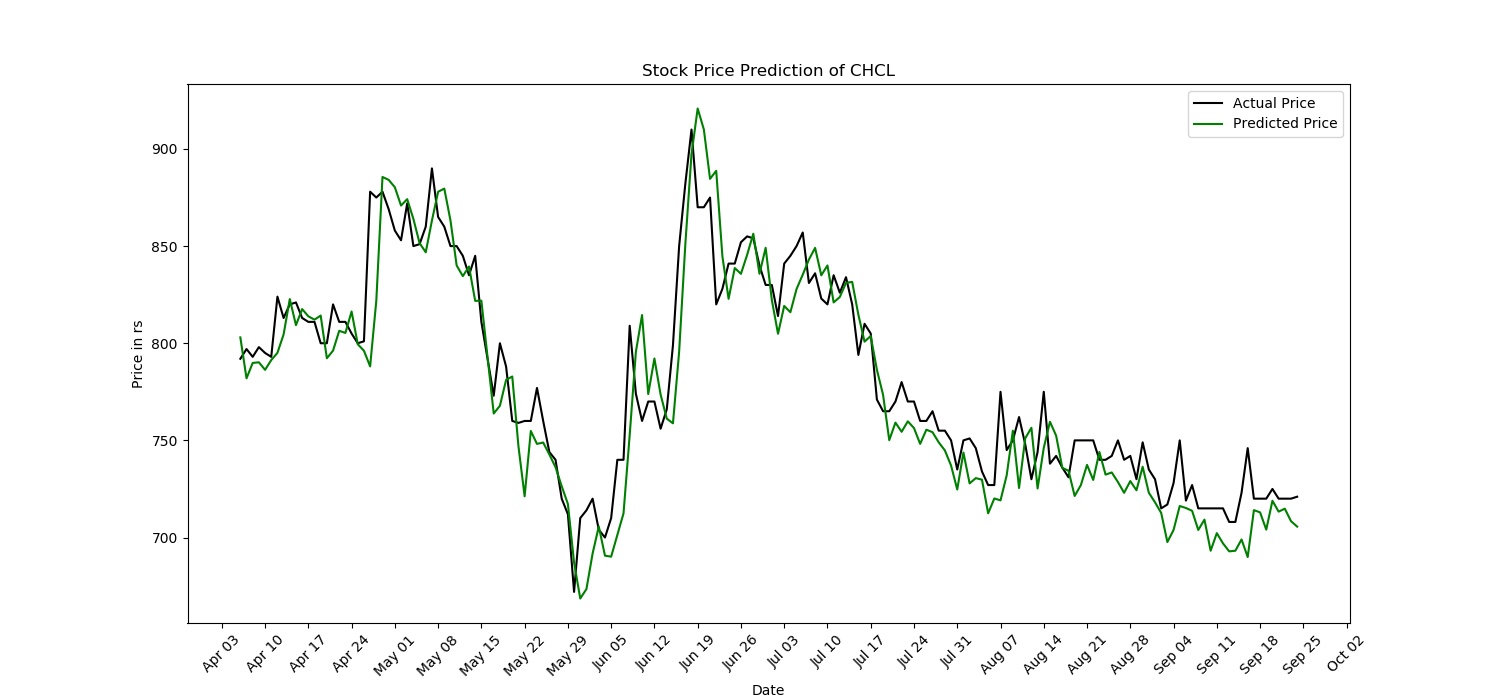 Stock Price Prediction of CHCL
Actual Price
Predicted Price
Price in rs
900
850
800
750
700
Apr 03
Apr 10
Apr 17
Apr 24
May 01
May 08
May 15
May 22
May 29
Jun 05
Jun 12
Jun 19
Jun 26
Jul 03
Jul 10
Jul 17
Jul 24
Jul 31
Aug 07
Aug 14
Aug 21
Aug 28
Sep 04
Sep 11
Sep 18
Sep 25
Oct 02
Date